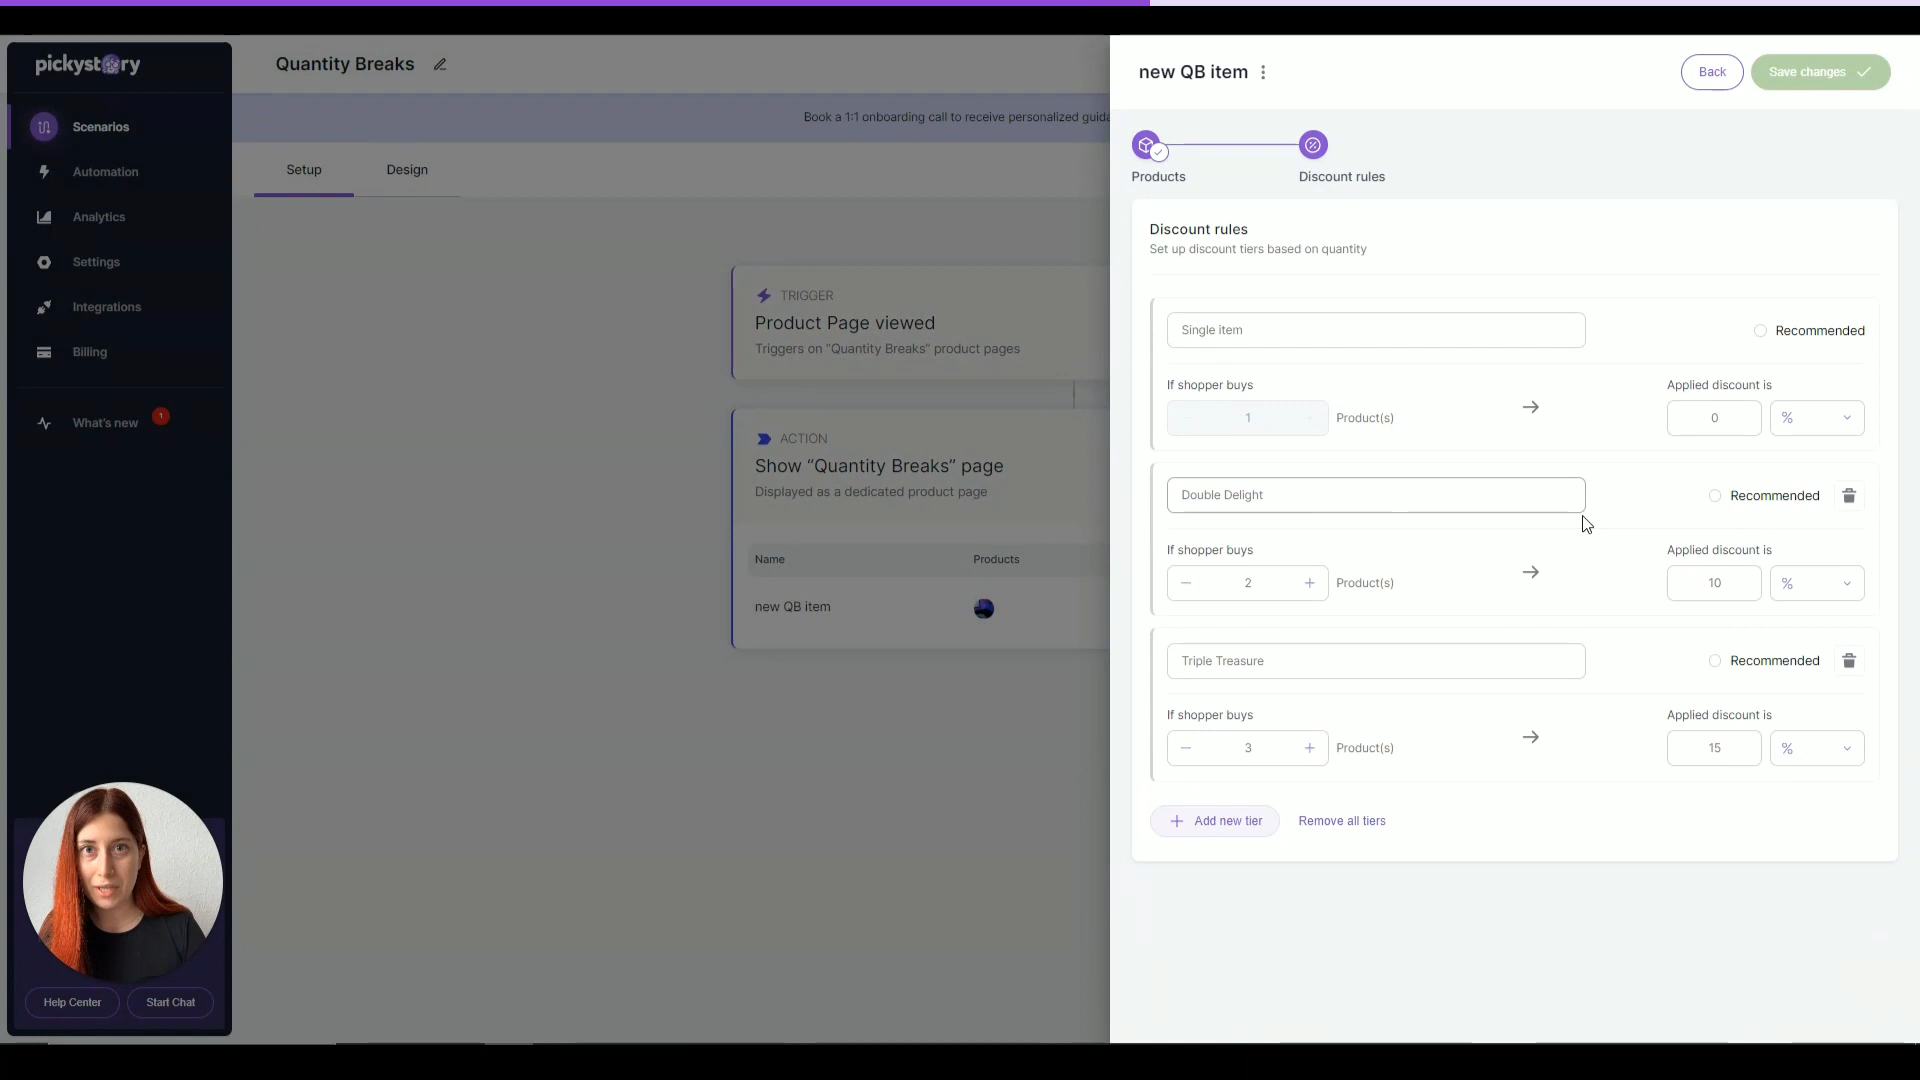 pickystory
Scenarios
Automation
Analytics
Settings
Integrations
Billing
What's new
1
Help Center
Start Chat
Quantity Breaks
Book a 1:1 onboarding call to receive personalized guida
Setup
Design
TRIGGER
Product Page viewed
Triggers on “Quantity Breaks” product pages
ACTION
Show “Quantity Breaks” page
Displayed as a dedicated product page
Name Products
new QB item
new QB item
Back
Save changes
Products
Discount rules
Discount rules
Set up discount tiers based on quantity
Single item
Recommended
If shopper buys
Applied discount is
1 Product(s)
0 %
Double Delight
Recommended
If shopper buys
Applied discount is
2 Product(s)
10 %
Triple Treasure
Recommended
If shopper buys
Applied discount is
3 Product(s)
15 %
Add new tier
Remove all tiers